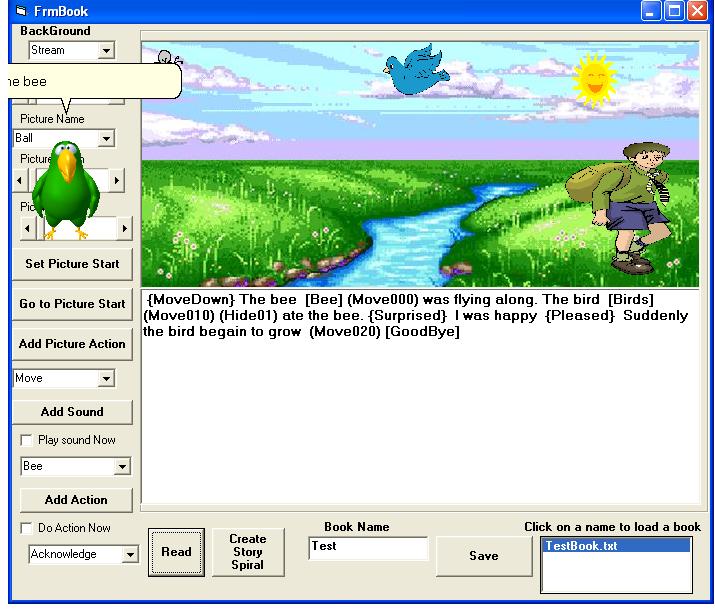 FrmBook
BackGround
Stream
he bee
Picture Name
Ball
Set Picture Start
Go to Picture Start
Add Picture Action
Move
Add Sound
Play sound Now
Bee
Add Action
Do Action Now
Acknowledge
{MoveDown} The bee [Bee] (Move000) was flying along. The bird [Birds]
(Move010) (Hide01) ate the bee. {Surprised} I was happy {Pleased} Suddenly
the bird begain to grow (Move020) [GoodBye]
Read
Create
Story
Spiral
Book Name
Test
Save
Click on a name to load a book
TestBook.txt